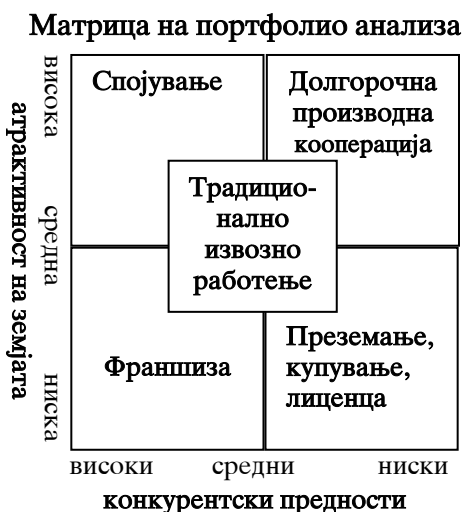 Матрица на портфолио анализа
атрактивност на земјата
висока
средна
ниска
Спојување
Долгорочна
производна
кооперација
Традицио-
нално
извозно
работење
Франшиза
Преземање,
купување,
лиценца
високи средни ниски
конкурентски предности